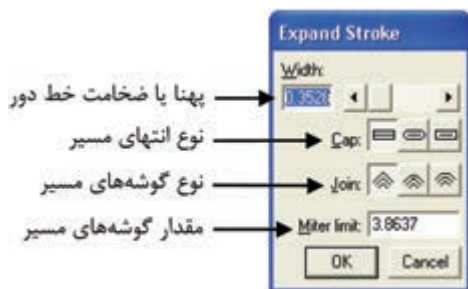 Expand Stroke
Width:
پهنا یا ضخامت خط دور
0.3528
نوع انتهای مسیر
Cap:
نوع گوشه‌های مسیر
Join:
مقدار گوشه‌های مسیر
Miter limit: 3.8637
OK Cancel